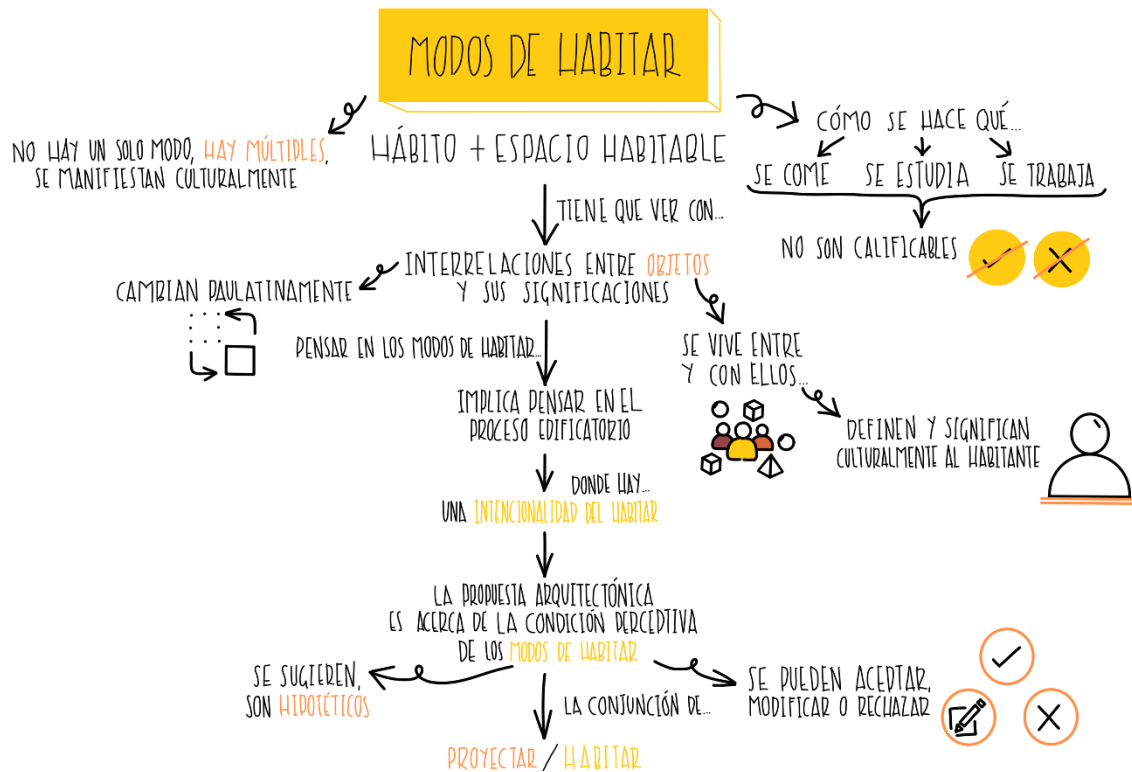 MODOS DE HABITAR
HÁBITO + ESPACIO HABITABLE
NO HAY UN SOLO MODO, HAY MÚLTIPLES,
SE MANIFIESTAN CULTURALMENTE
CÓMO SE HACE QUÉ...
SE COME
SE ESTUDIA
SE TRABAJA
NO SON CALIFICABLES
TIENE QUE VER CON...
INTERRELACIONES ENTRE OBJETOS
Y SUS SIGNIFICACIONES
CAMBIAN PAULATINAMENTE
SE VIVE ENTRE
Y CON ELLOS...
DEFINEN Y SIGNIFICAN
CULTURALMENTE AL HABITANTE
PENSAR EN LOS MODOS DE HABITAR...
IMPLICA PENSAR EN EL
PROCESO EDIFICATORIO
DONDE HAY...
UNA INTENCIONALIDAD DEL HABITAR
LA PROPUESTA ARQUITECTÓNICA
ES ACERCA DE LA CONDICIÓN PERCEPTIVA
DE LOS MODOS DE HABITAR
SE SUGIEREN,
SON HIPOTÉTICOS
SE PUEDEN ACEPTAR,
MODIFICAR O RECHAZAR
LA CONJUNCIÓN DE...
PROYECTAR / HABITAR